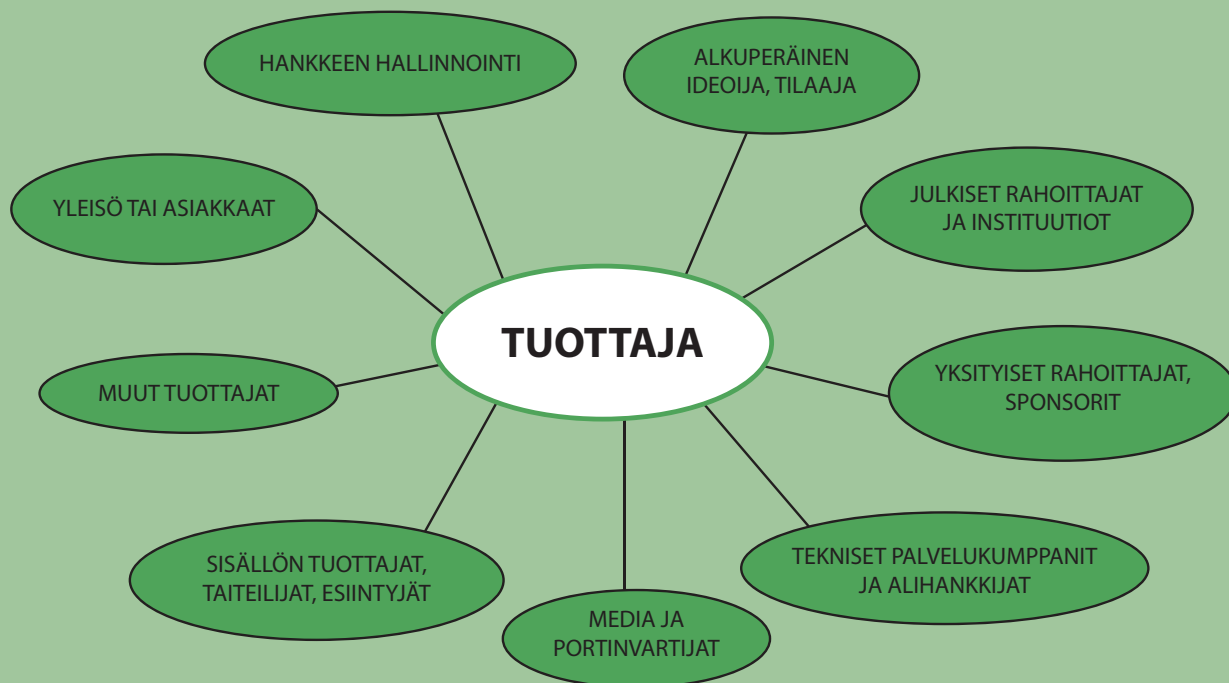 HANKKEEN HALLINNOINTI
ALKUPERÄINEN
IDEOIJA, TILAAJA
YLEISÖ TAI ASIAKKAAT
JULKISET RAHOITTAJAT
JA INSTITUUTIOT
TUOTTAJA
MUUT TUOTTAJAT
YKSITYISET RAHOITTAJAT,
SPONSORIT
SISÄLLÖN TUOTTAJAT,
TAITEILIJAT, ESIINTYJÄT
TEKNISET PALVELUKUMPPANIT
JA ALIHANKKIJAT
MEDIA JA
PORTINVARTIJAT